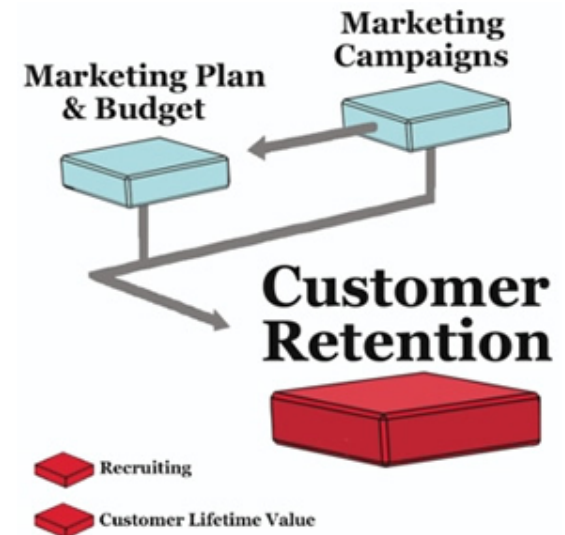 Marketing
Campaigns
Marketing Plan
& Budget
Customer
Retention
Recruiting
Customer Lifetime Value